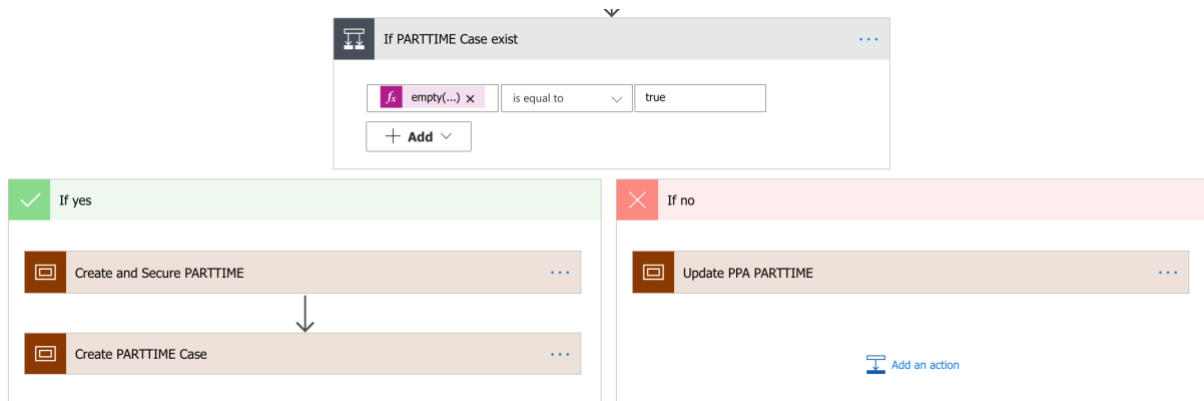 If PARTTIME Case exist
fx empty(...) × is equal to true
+ Add
If yes
Create and Secure PARTTIME
Create PARTTIME Case
If no
Update PPA PARTTIME
Add an action